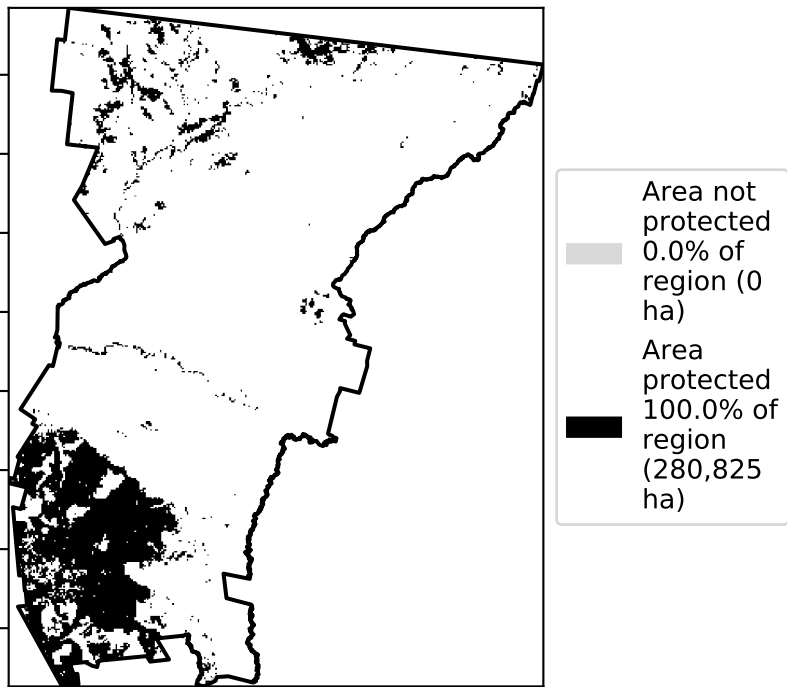 Area not
protected
0.0% of
region (0
ha)
Area
protected
100.0% of
region
(280,825
ha)